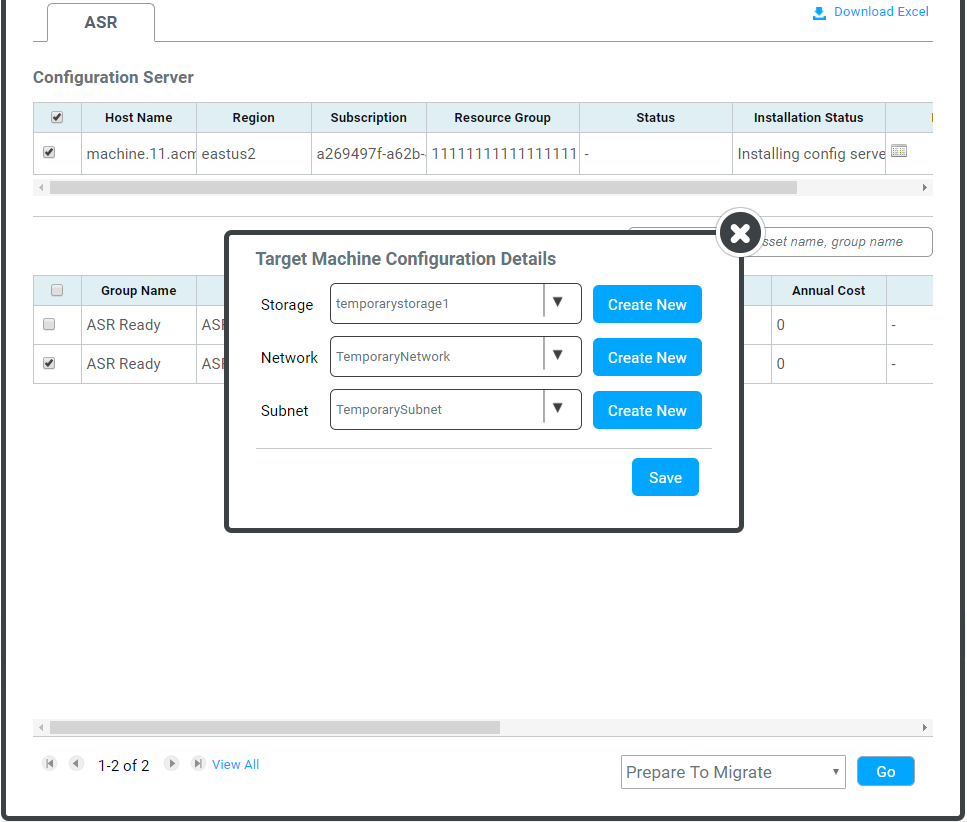 ASR
Download Excel
Configuration Server
Host Name Region Subscription Resource Group Status Installation Status
machine.11.acm eastus2 a269497f-a62b- 11111111111111111 - Installing config serve
sset name, group name
Group Name Annual Cost
ASR Ready 0 -
ASR Ready 0 -
Target Machine Configuration Details
Storage temporarystorage1 Create New
Network TemporaryNetwork Create New
Subnet TemporarySubnet Create New
Save
1-2 of 2 View All
Prepare To Migrate Go